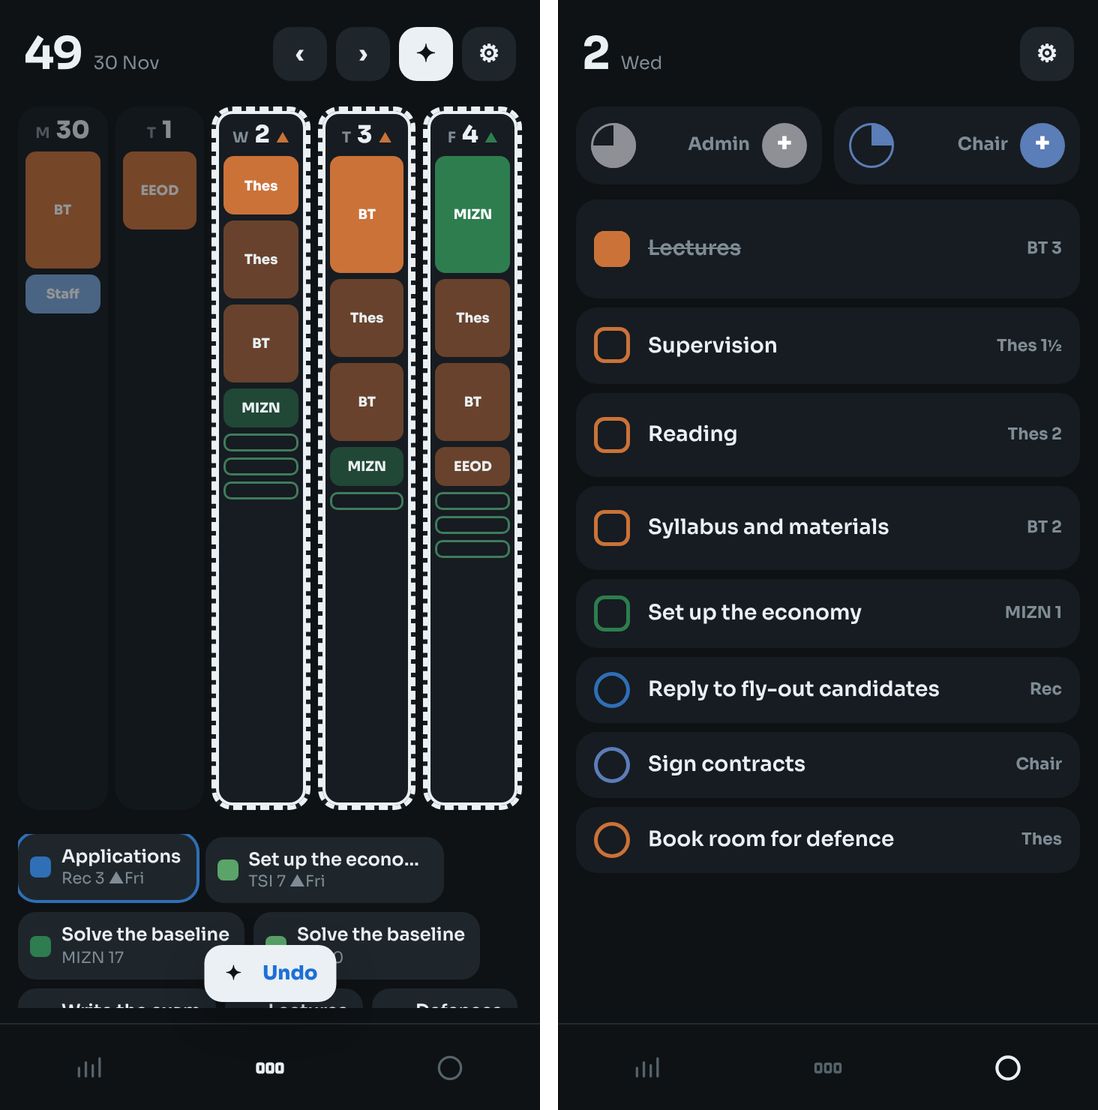 49 30 Nov
M 30
BT
Staff
T 1
EEOD
W 2
Thes
Thes
BT
MIZN
T 3
BT
Thes
BT
MIZN
F 4
MIZN
Thes
BT
EEOD
Applications
Rec 3 ▲Fri
Set up the econo...
TSI 7 ▲Fri
Solve the baseline
MIZN 17
Solve the baseline
Undo
2 Wed
Admin +
Chair +
Lectures BT 3
Supervision Thes 1½
Reading Thes 2
Syllabus and materials BT 2
Set up the economy MIZN 1
Reply to fly-out candidates Rec
Sign contracts Chair
Book room for defence Thes